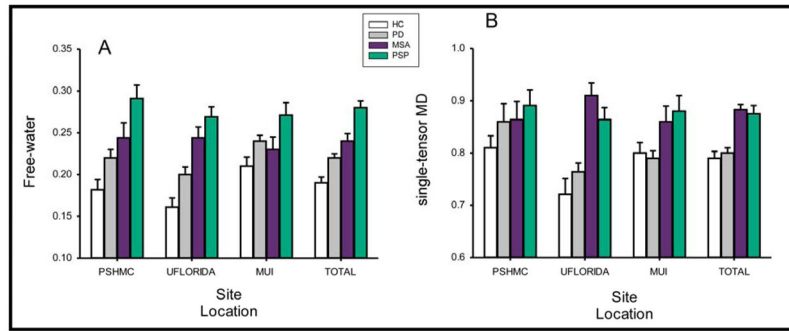 A
HC
PD
MSA
PSP
B
Free-water
0.35
0.30
0.25
0.20
0.15
0.10
PSHMC UFLORIDA MUI TOTAL
Site
Location
single-tensor MD
1.0
0.9
0.8
0.7
0.6
PSHMC UFLORIDA MUI TOTAL
Site
Location